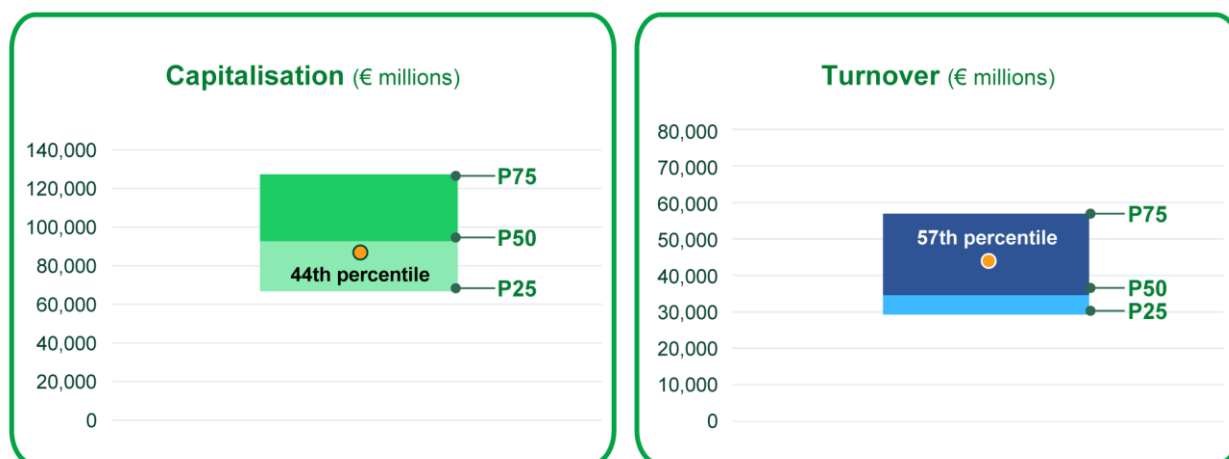 Capitalisation (€ millions)
140,000
120,000
100,000
80,000
60,000
40,000
20,000
0
P75
P50
P25
44th percentile
Turnover (€ millions)
80,000
70,000
60,000
50,000
40,000
30,000
20,000
10,000
0
57th percentile
P75
P50
P25